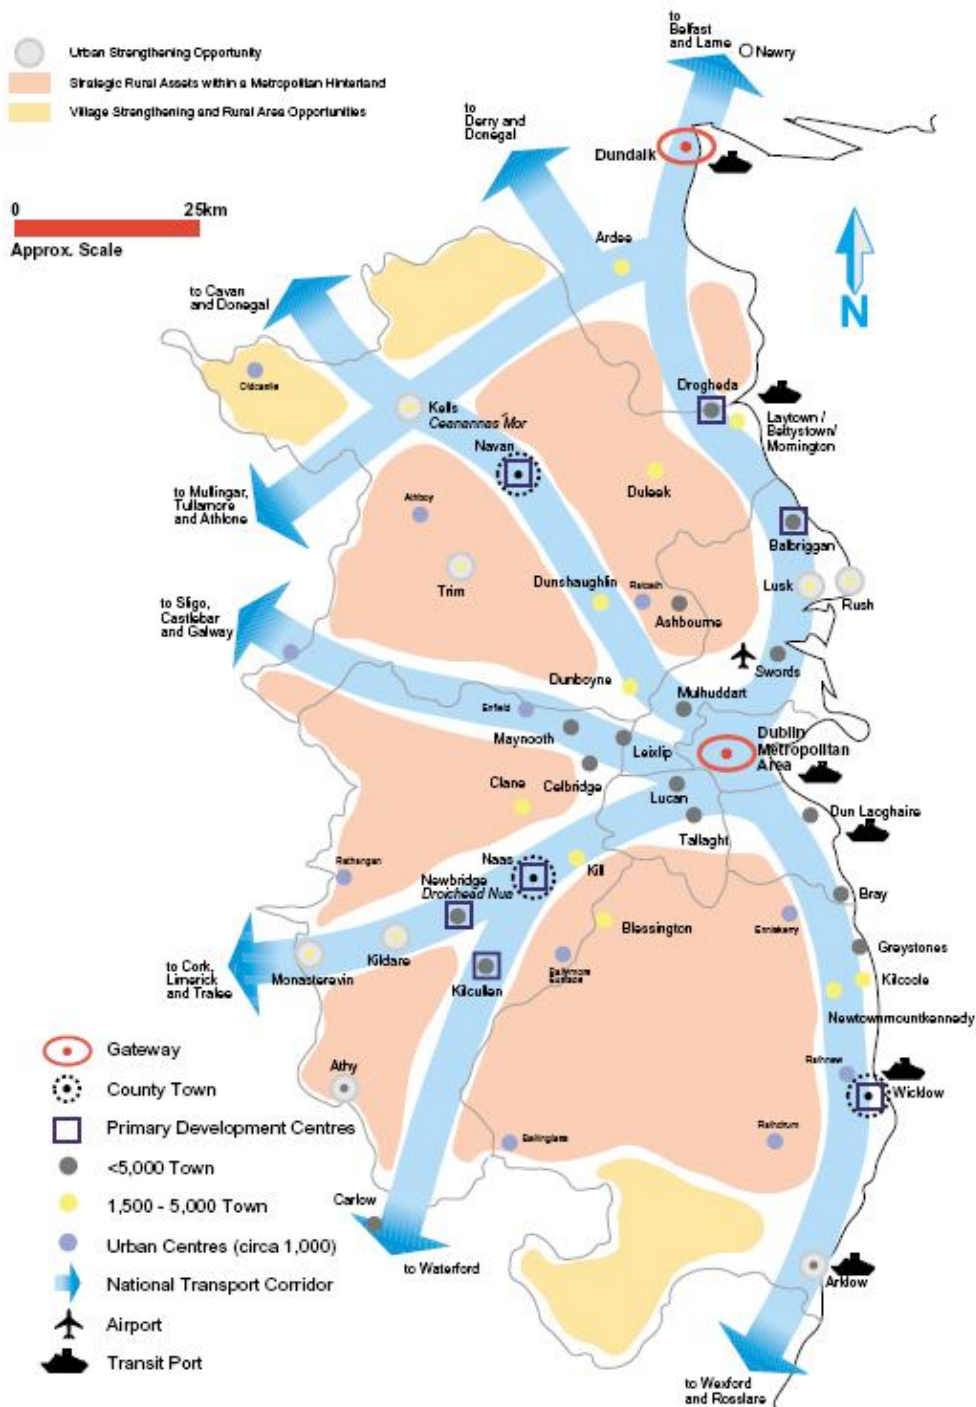 to
Belfast
and Larne
Newry
Urban Strengthening Opportunity
Strategic Rural Assets within a Metropolitan Hinterland
Village Strengthening and Rural Area Opportunities
to
Derry and
Donegal
Dundalk
0 25km
Approx. Scale
Ardee
N
to Cavan
and Donegal
Oldcastle
Drogheda
Kells
Ceanannas Mor
Laytown /
Bettystown/
Mornington
Navan
to Mullingar,
Tullamore
and Athlone
Athboy
Duleek
Balbriggan
Trim
Dunshaughlin
Ratoath
Ashbourne
Lusk
Rush
to Sligo,
Castlebar
and Galway
Swords
Dunboyne
Mulhuddart
Enfield
Maynooth
Leixlip
Dublin
Metropolitan
Area
Celbridge
Clane
Lucan
Dun Laoghaire
Tallaght
Rathangan
Naas
Kill
Newbridge
Droichead Nua
Bray
Blessington
Enniskerry
Greystones
to Cork,
Limerick
and Tralee
Monasterevin
Kildare
Kilcullen
Baltimore
Eustace
Kilcoole
Newtownmountkennedy
Gateway
Athy
Rathnew
Wicklow
County Town
Primary Development Centres
Baltinglass
Rathdrum
<5,000 Town
1,500 - 5,000 Town
Carlow
Urban Centres (circa 1,000)
to Waterford
National Transport Corridor
Arklow
Airport
Transit Port
to Wexford
and Rosslare